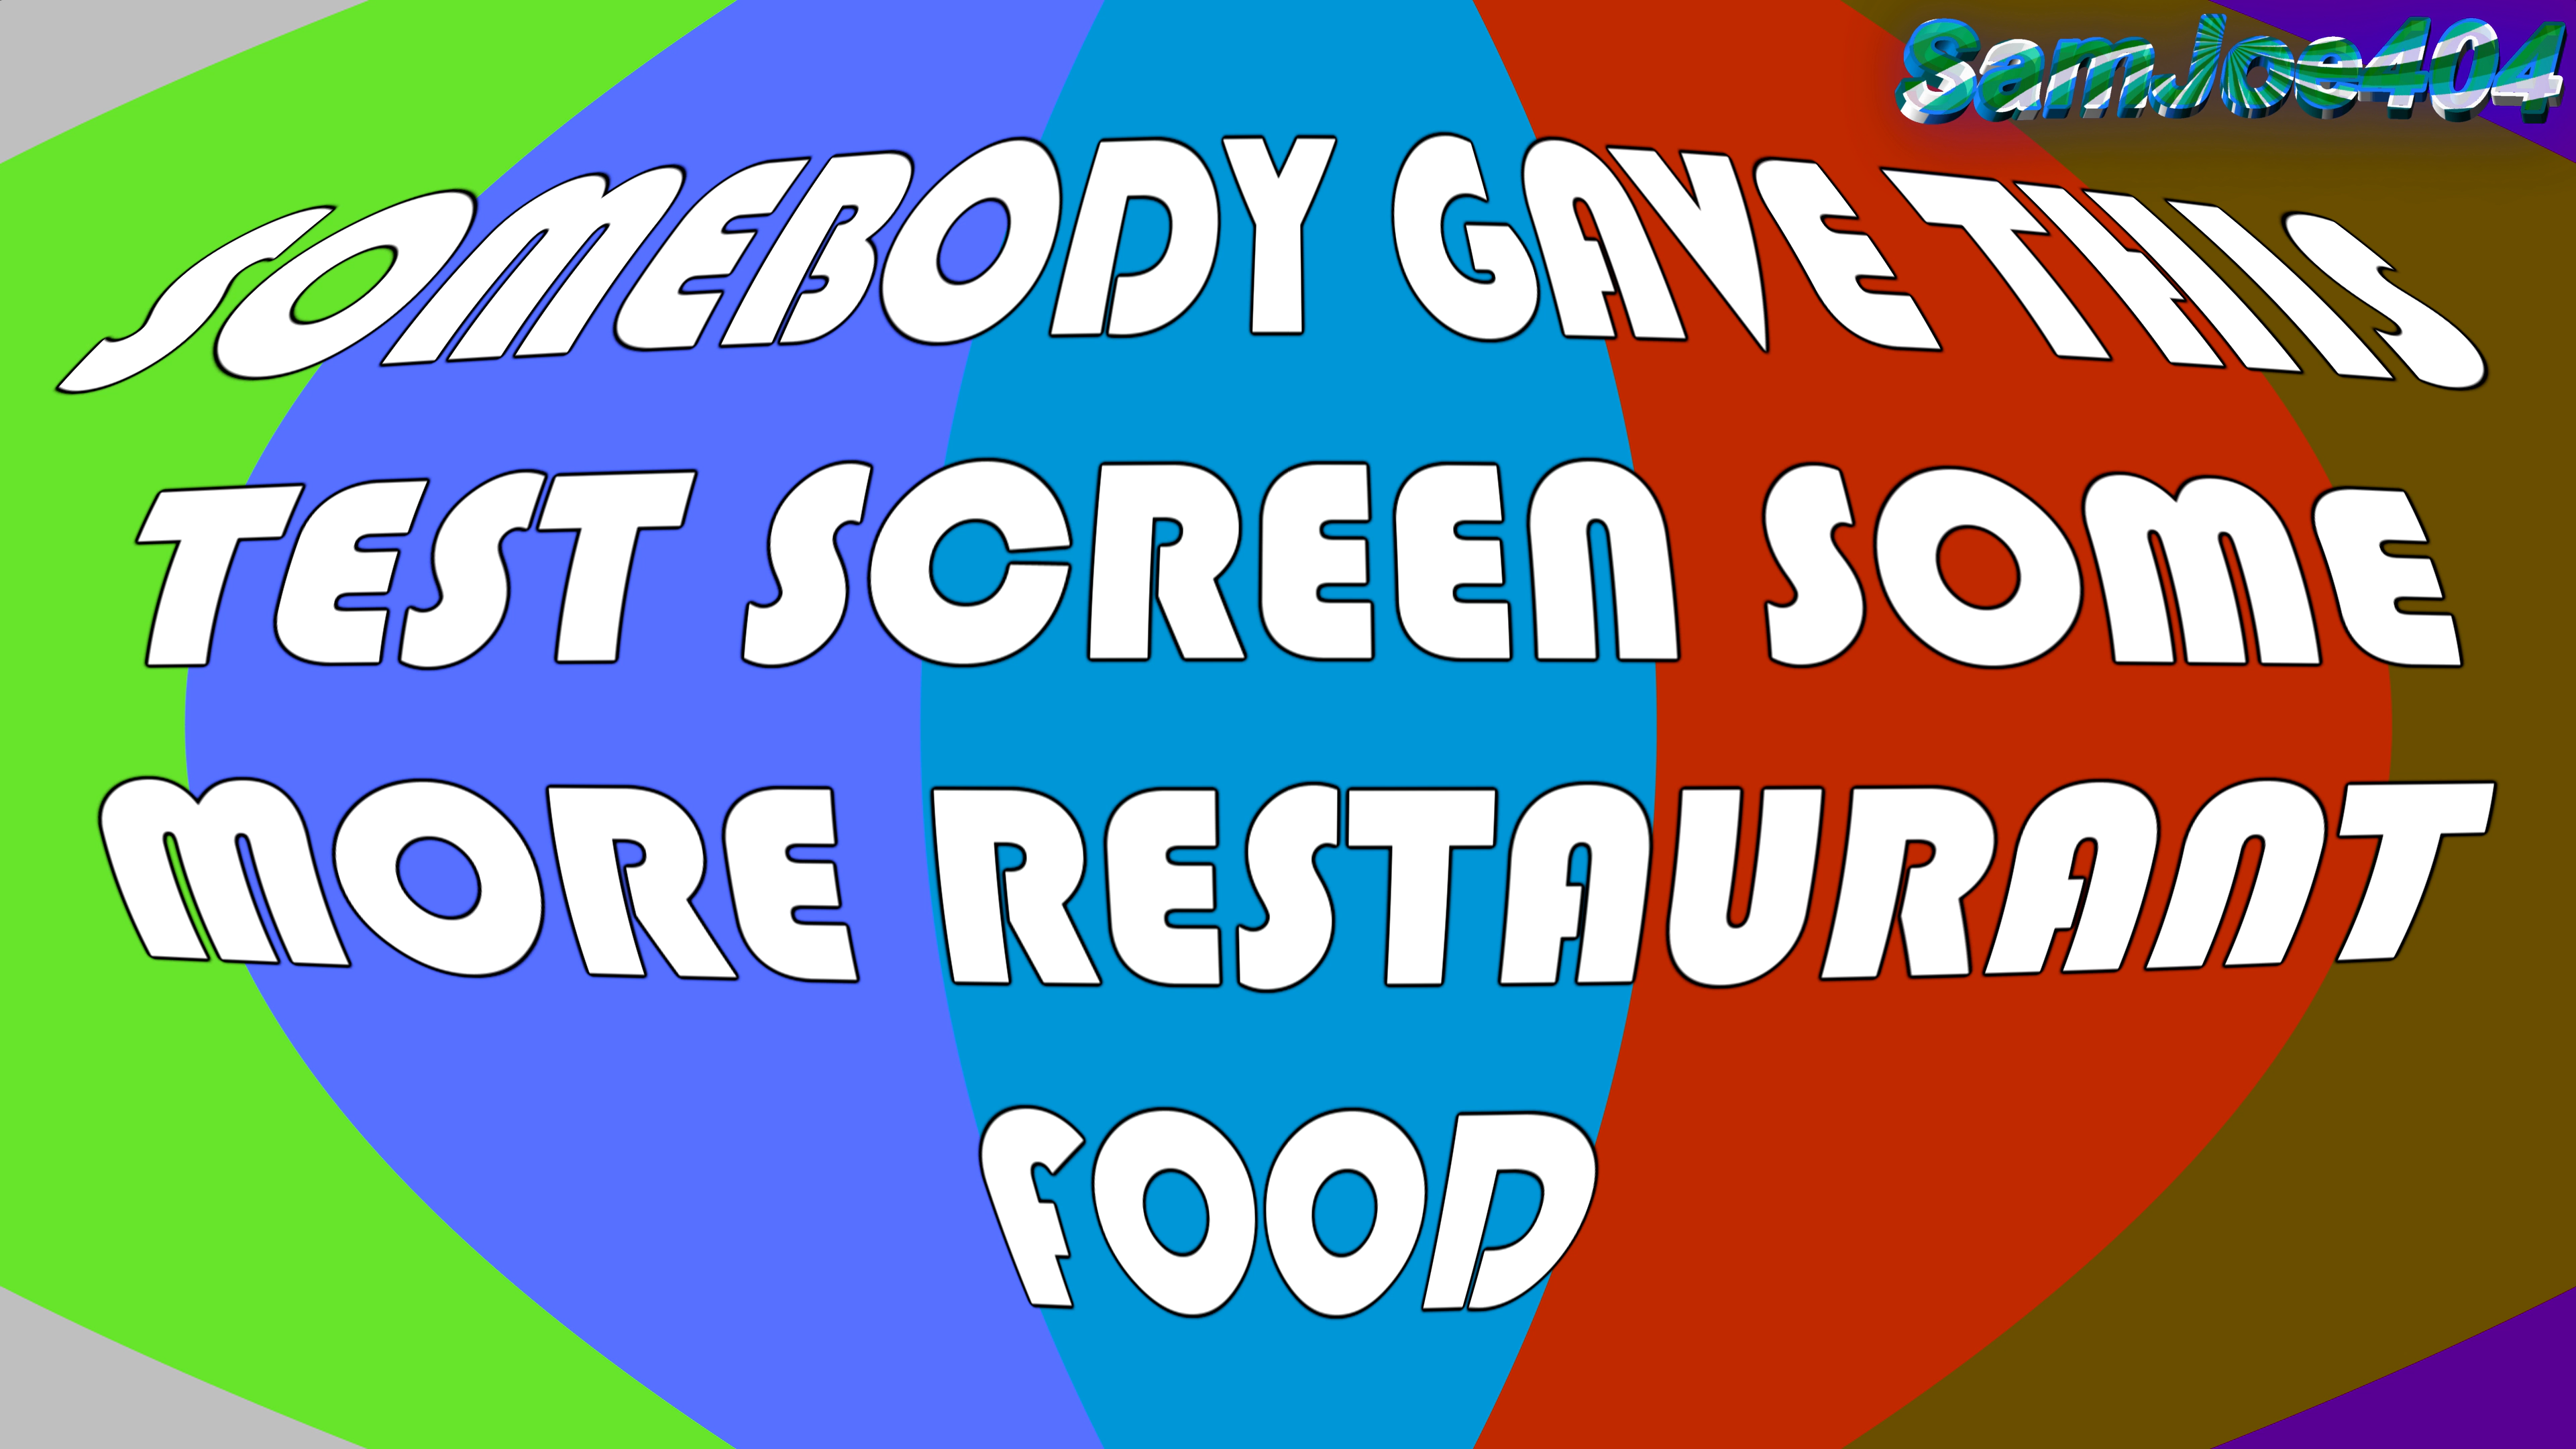 SamJoe404
SOMEBODY GAVE THIS
TEST SCREEN SOME
MORE RESTAURANT
FOOD